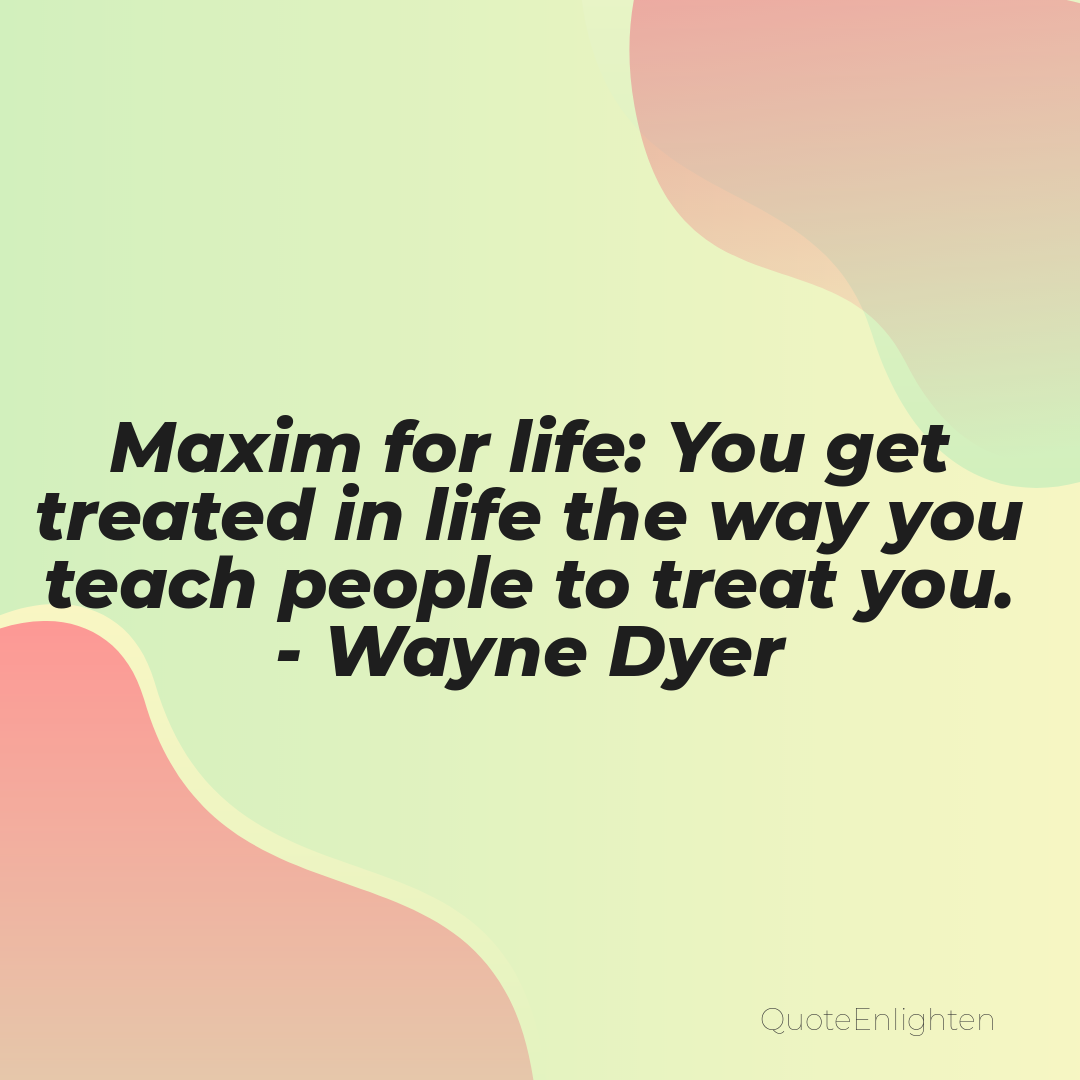 Maxim for life: You get
treated in life the way you
teach people to treat you.
- Wayne Dyer
QuoteEnlighten